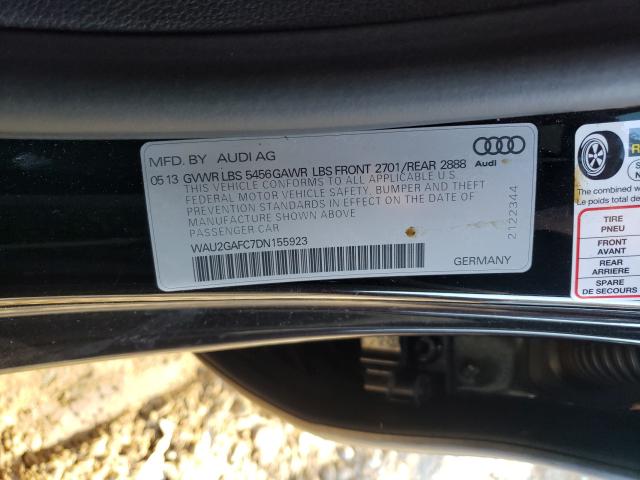 MFD. BY AUDI AG
05 13 GVWR LBS 5456 GAWR LBS FRONT 2701/REAR 2888
THIS VEHICLE CONFORMS TO ALL APPLICABLE U.S.
FEDERAL MOTOR VEHICLE SAFETY, BUMPER AND THEFT
PREVENTION STANDARDS IN EFFECT ON THE DATE OF
MANUFACTURE SHOWN ABOVE
PASSENGER CAR
WAU2GAFC7DN155923
GERMANY
Audi
2122344
The combined w
Le poids total de
TIRE
PNEU
FRONT
AVANT
REAR
ARRIERE
SPARE
DE SECOURS